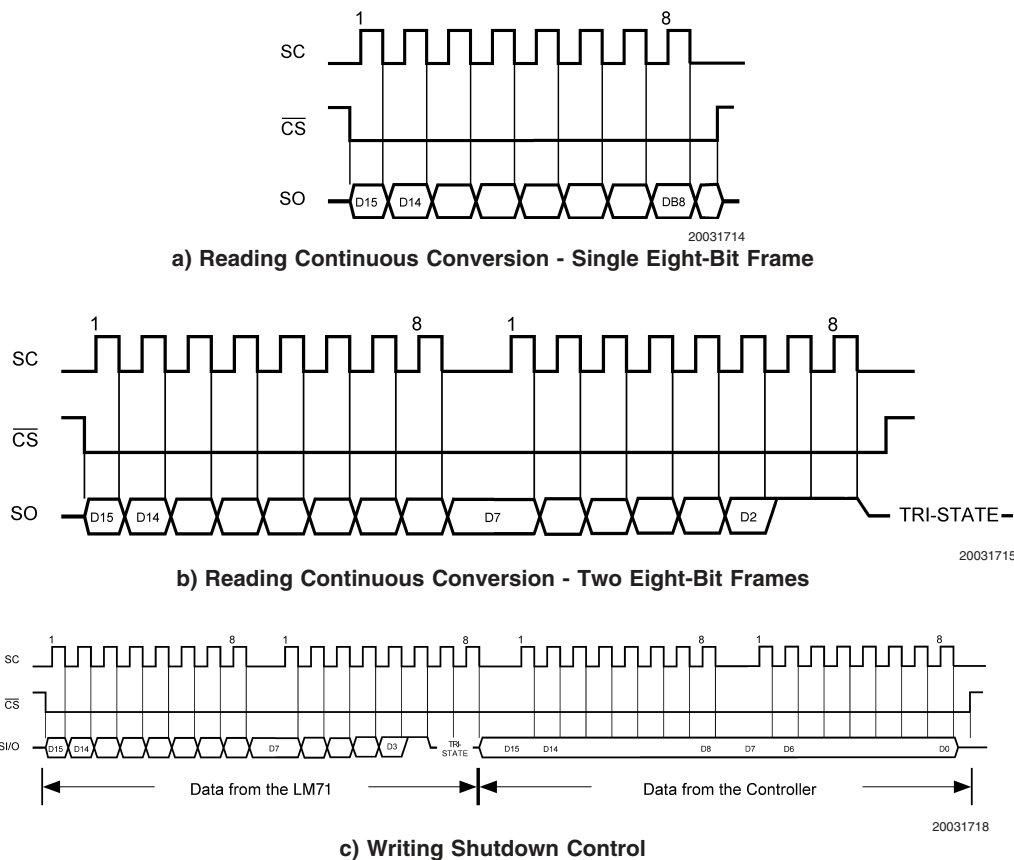 1 8
SC
CS
SO D15 D14 DB8
20031714
a) Reading Continuous Conversion - Single Eight-Bit Frame
1 8 1 8
SC
CS
SO D15 D14 D7 D2 TRI-STATE
20031715
b) Reading Continuous Conversion - Two Eight-Bit Frames
1 8 1 8 1 8 1 8
SC
CS
SI/O D15 D14 D7 D3 TRI-STATE D15 D14 D8 D7 D6 D0
Data from the LM71 Data from the Controller
20031718
c) Writing Shutdown Control